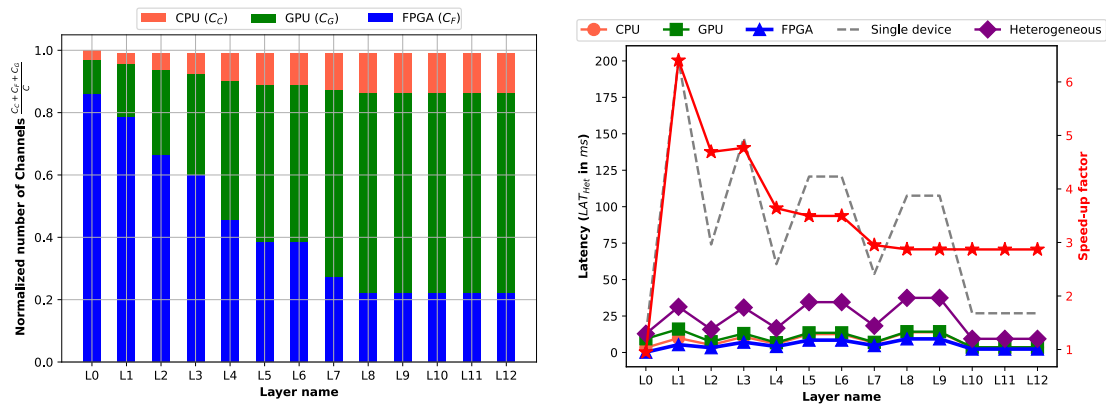 CPU (C_C) GPU (C_G) FPGA (C_F)
Normalized number of Channels (C_C + C_F + C_G)/C
1.0
0.8
0.6
0.4
0.2
0.0
L0 L1 L2 L3 L4 L5 L6 L7 L8 L9 L10 L11 L12
Layer name
CPU GPU FPGA Single device Heterogeneous
Latency (LAT_Het in ms)
200
175
150
125
100
75
50
25
0
6
5
4
3
2
1
Speed-up factor
L0 L1 L2 L3 L4 L5 L6 L7 L8 L9 L10 L11 L12
Layer name